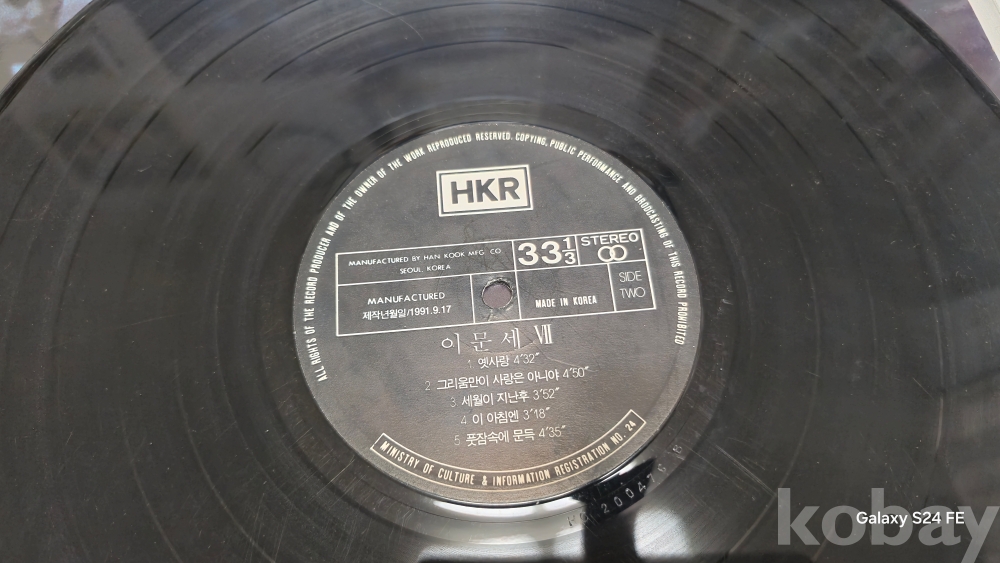 ALL RIGHTS OF THE RECORD PRODUCER AND OF THE OWNER OF THE WORK REPRODUCED RESERVED. COPYING, PUBLIC PERFORMANCE AND BROADCASTING OF THIS RECORD PROHIBITED
HKR
MANUFACTURED BY HAN KOOK MFG. CO
SEOUL, KOREA
33 1/3
STEREO
SIDE
TWO
MANUFACTURED
제작년월일/1991.9.17
MADE IN KOREA
이문세 Ⅶ
1. 옛사랑 4′32″
2. 그리움만이 사랑은 아니야 4′50″
3. 세월이 지난후 3′52″
4. 이 아침엔 3′18″
5. 풋잠속에 문득 4′35″
MINISTRY OF CULTURE & INFORMATION REGISTRATION NO. 24
Galaxy S24 FE
kobay